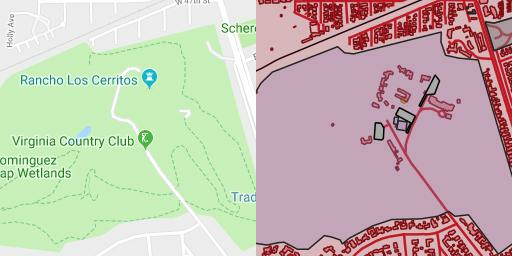 W 47th St
Holly Ave
Scher
Rancho Los Cerritos
Virginia Country Club
ominguez
ap Wetlands
Trad